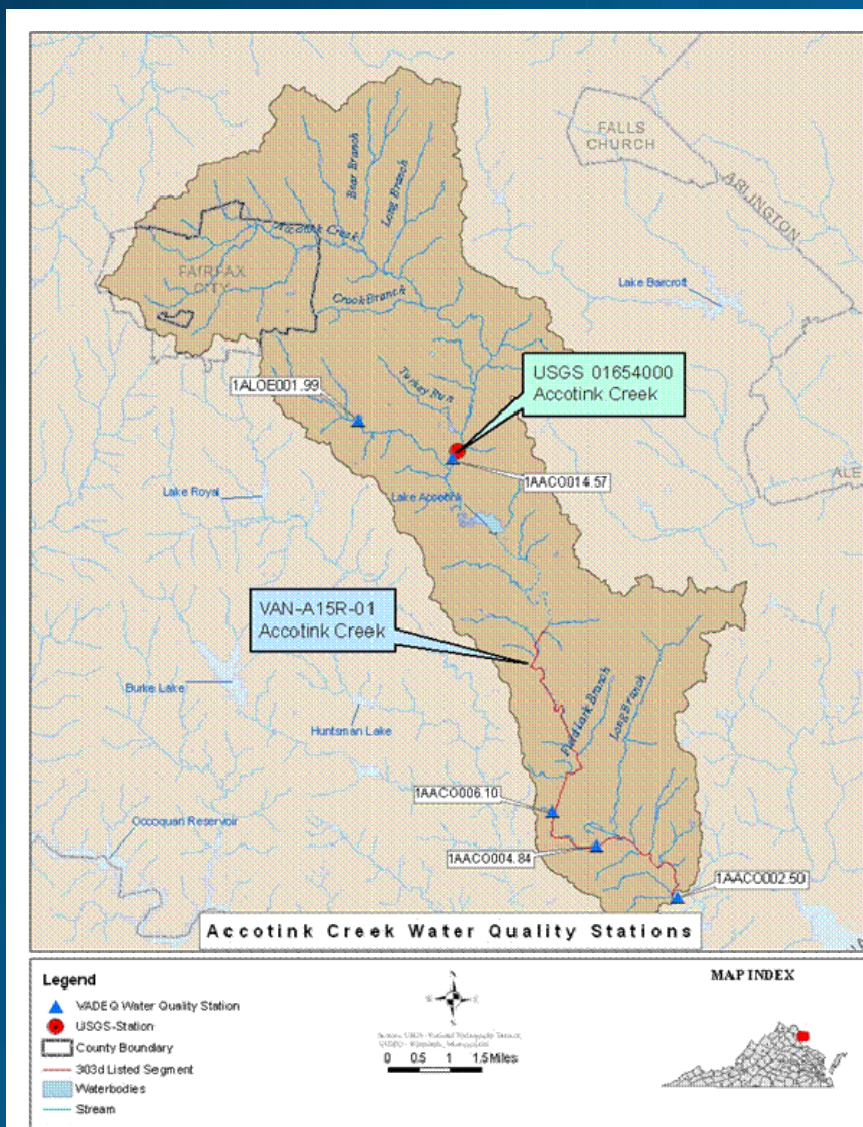 FALLS
CHURCH
ARLINGTON
Bear Branch
Long Branch
Accotink Creek
FAIRFAX
CITY
Lake Barcroft
Crook Branch
USGS 01654000
Accotink Creek
Turkey Run
1ALOE001.99
ALE
1AACO014.57
Lake Royal
Lake Accotink
VAN-A15R-01
Accotink Creek
Burke Lake
Huntsman Lake
Field Lark Branch
Long Branch
1AACO006.10
Occoquan Reservoir
1AACO004.84
1AACO002.50
Accotink Creek Water Quality Stations
Legend
VADEQ Water Quality Station
USGS-Station
County Boundary
303d Listed Segment
Waterbodies
Stream
N
0 0.5 1 1.5 Miles
MAP INDEX